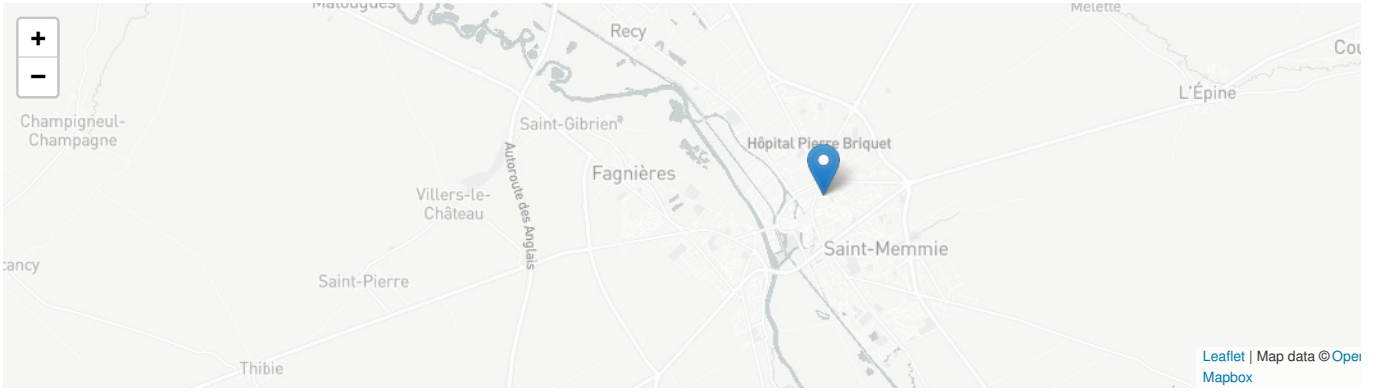 Recy
Melette
+
−
L'Épine
Champigneul-
Champagne
Saint-Gibrien
Hôpital Pierre Briquet
Autoroute des Anglais
Fagnières
Villers-le-
Château
Saint-Memmie
Saint-Pierre
Thibie
Leaflet | Map data ©
Mapbox